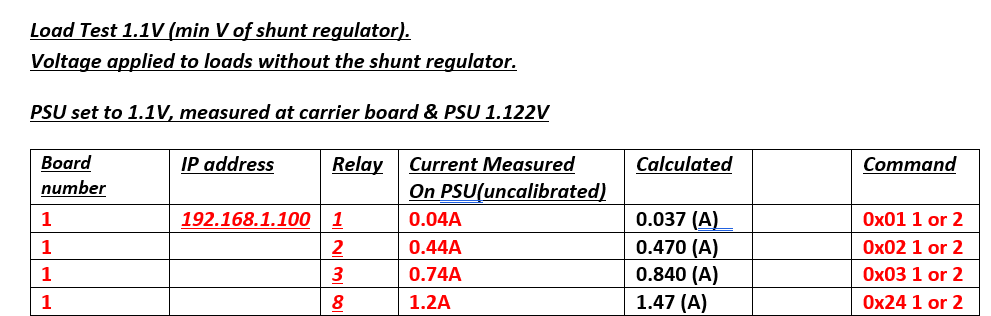 Load Test 1.1V (min V of shunt regulator).
Voltage applied to loads without the shunt regulator.
PSU set to 1.1V, measured at carrier board & PSU 1.122V
Board number IP address Relay Current Measured On PSU(uncalibrated) Calculated Command
1 192.168.1.100 1 0.04A 0.037 (A) 0x01 1 or 2
1 2 0.44A 0.470 (A) 0x02 1 or 2
1 3 0.74A 0.840 (A) 0x03 1 or 2
1 8 1.2A 1.47 (A) 0x24 1 or 2